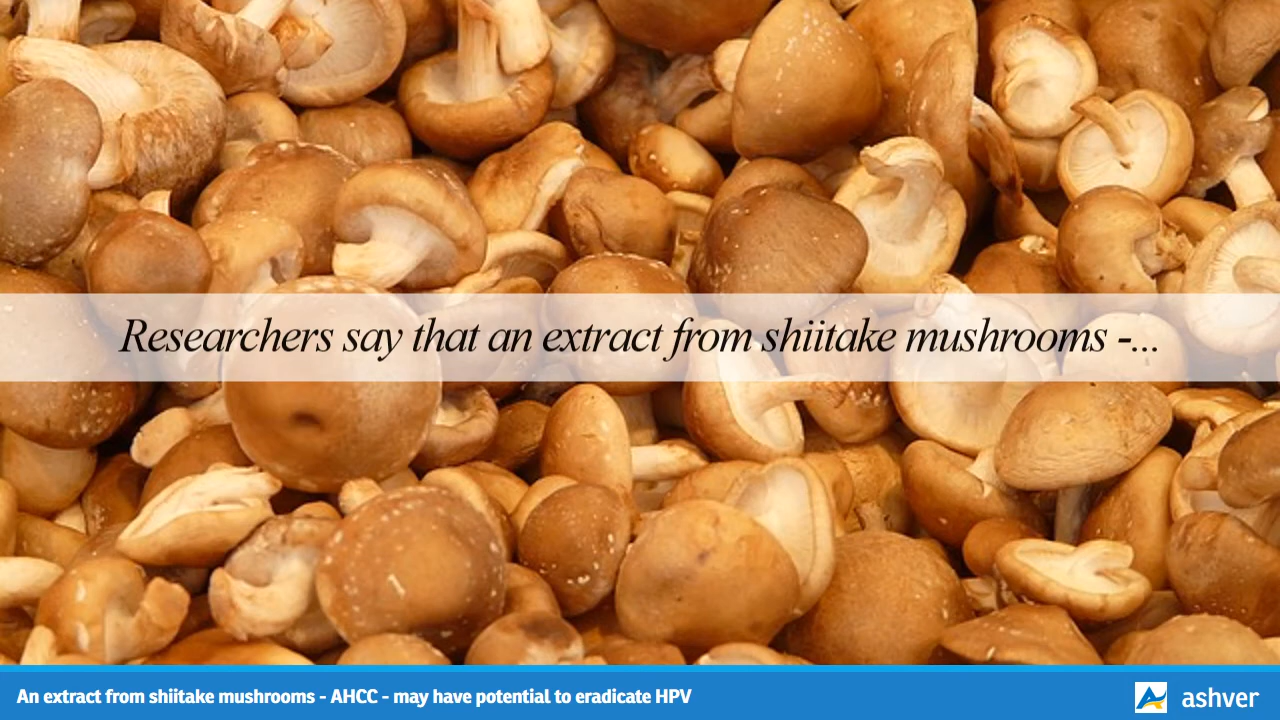 Researchers say that an extract from shiitake mushrooms -...
An extract from shiitake mushrooms - AHCC - may have potential to eradicate HPV
ashver